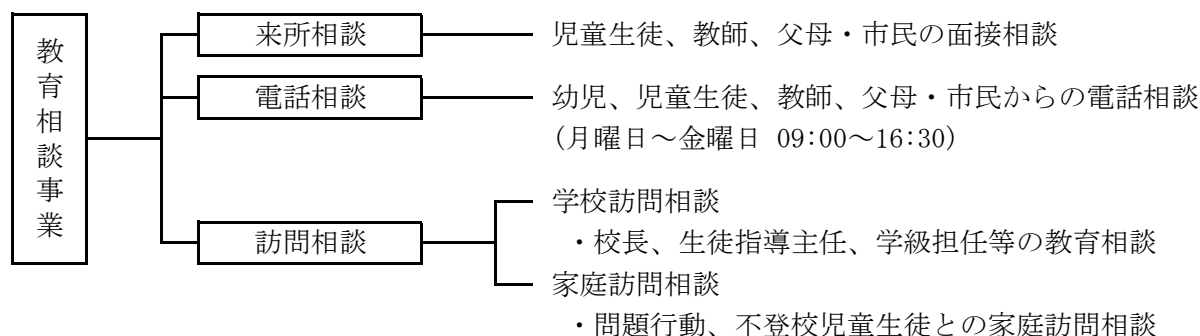 教育相談事業
来所相談
児童生徒、教師、父母・市民の面接相談
電話相談
幼児、児童生徒、教師、父母・市民からの電話相談
(月曜日～金曜日 09:00～16:30)
訪問相談
学校訪問相談
・校長、生徒指導主任、学級担任等の教育相談
家庭訪問相談
・問題行動、不登校児童生徒との家庭訪問相談